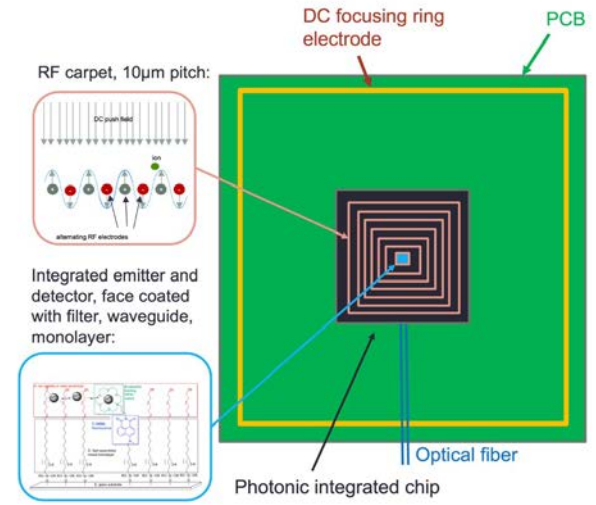 DC focusing ring
electrode
PCB
RF carpet, 10µm pitch:
DC push field
ion
alternating RF electrodes
Integrated emitter and
detector, face coated
with filter, waveguide,
monolayer:
Optical fiber
Photonic integrated chip